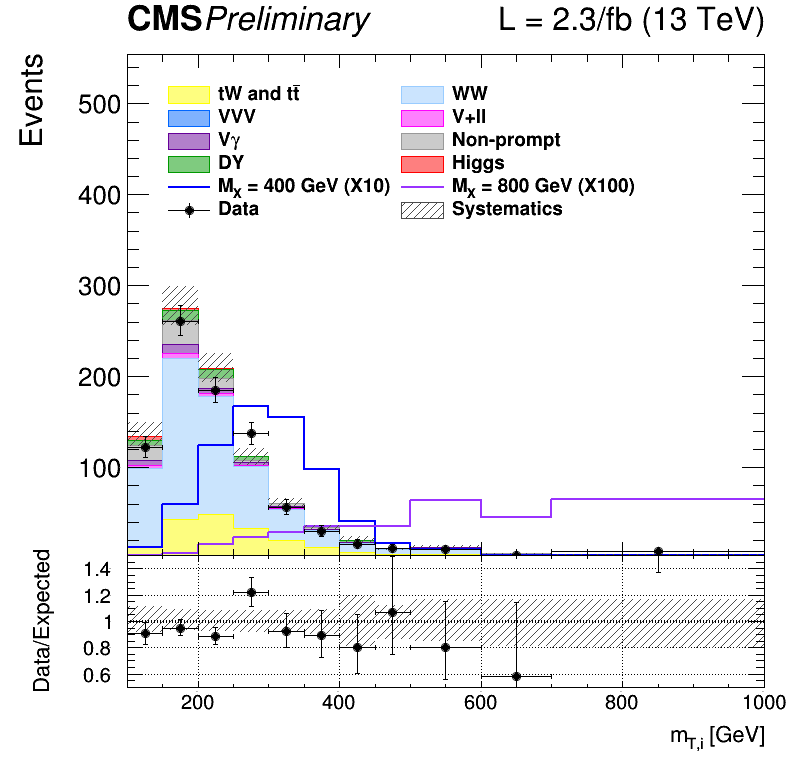 CMS Preliminary L = 2.3/fb (13 TeV)
Events
500
400
300
200
100
tW and tt̄ WW
VVV V+II
Vγ Non-prompt
DY Higgs
M_X = 400 GeV (X10) M_X = 800 GeV (X100)
Data Systematics
Data/Expected
1.4
1.2
1
0.8
0.6
200 400 600 800 1000
m_T,i [GeV]